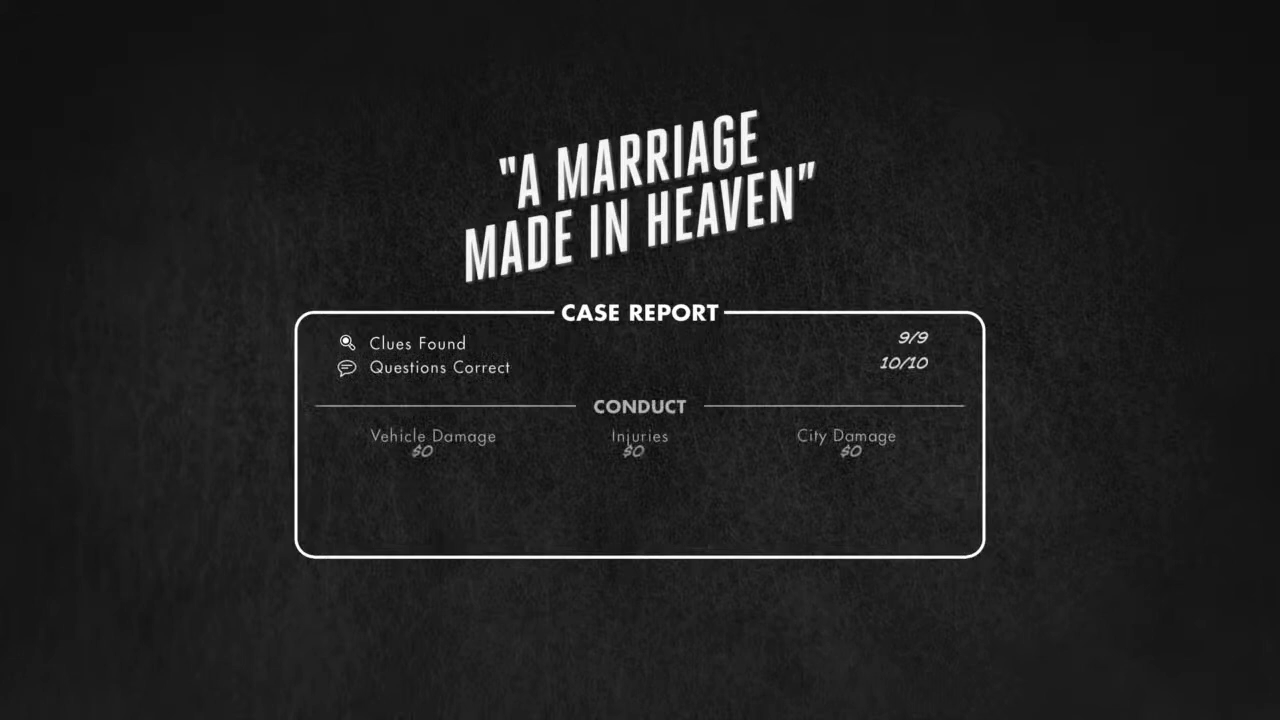 "A MARRIAGE
MADE IN HEAVEN"
CASE REPORT
Clues Found 9/9
Questions Correct 10/10
CONDUCT
Vehicle Damage Injuries City Damage
$0 $0 $0